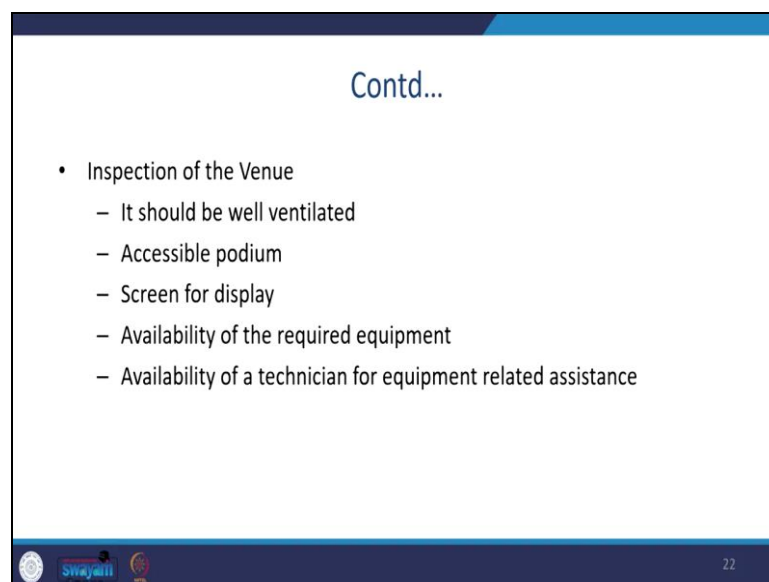 Contd...
• Inspection of the Venue
– It should be well ventilated
– Accessible podium
– Screen for display
– Availability of the required equipment
– Availability of a technician for equipment related assistance
swayam
22